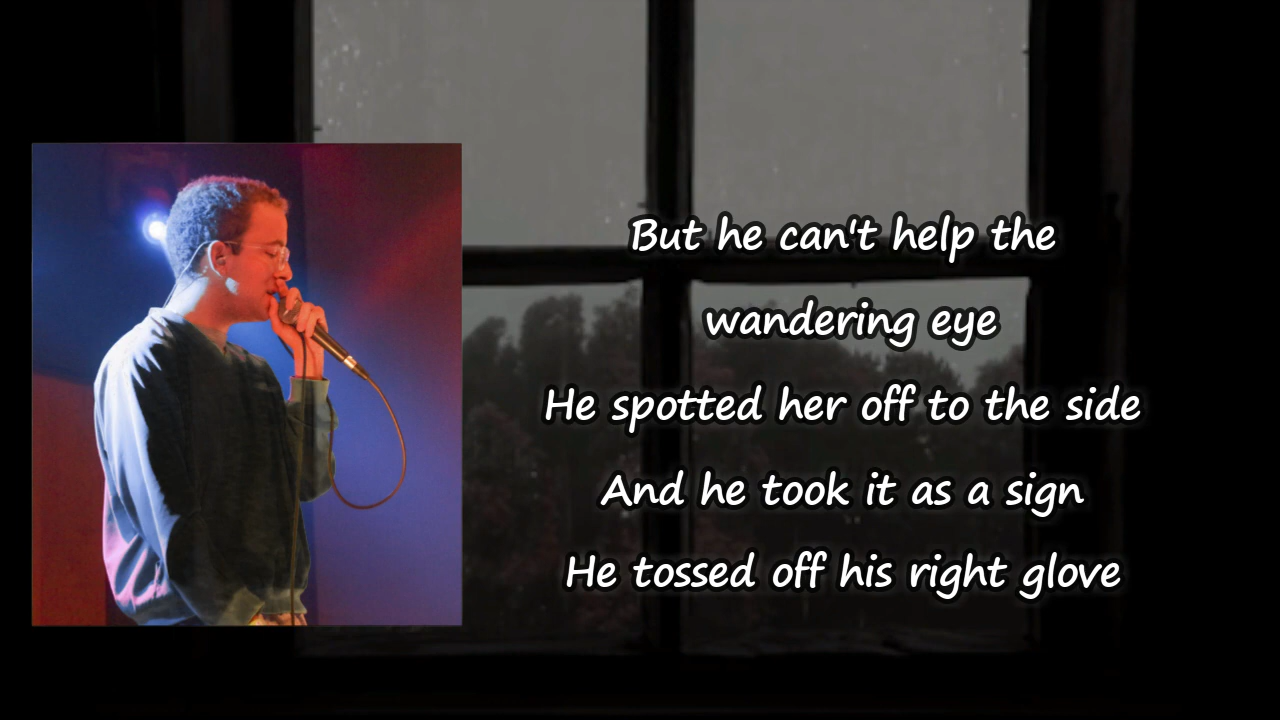 But he can't help the
wandering eye
He spotted her off to the side
And he took it as a sign
He tossed off his right glove